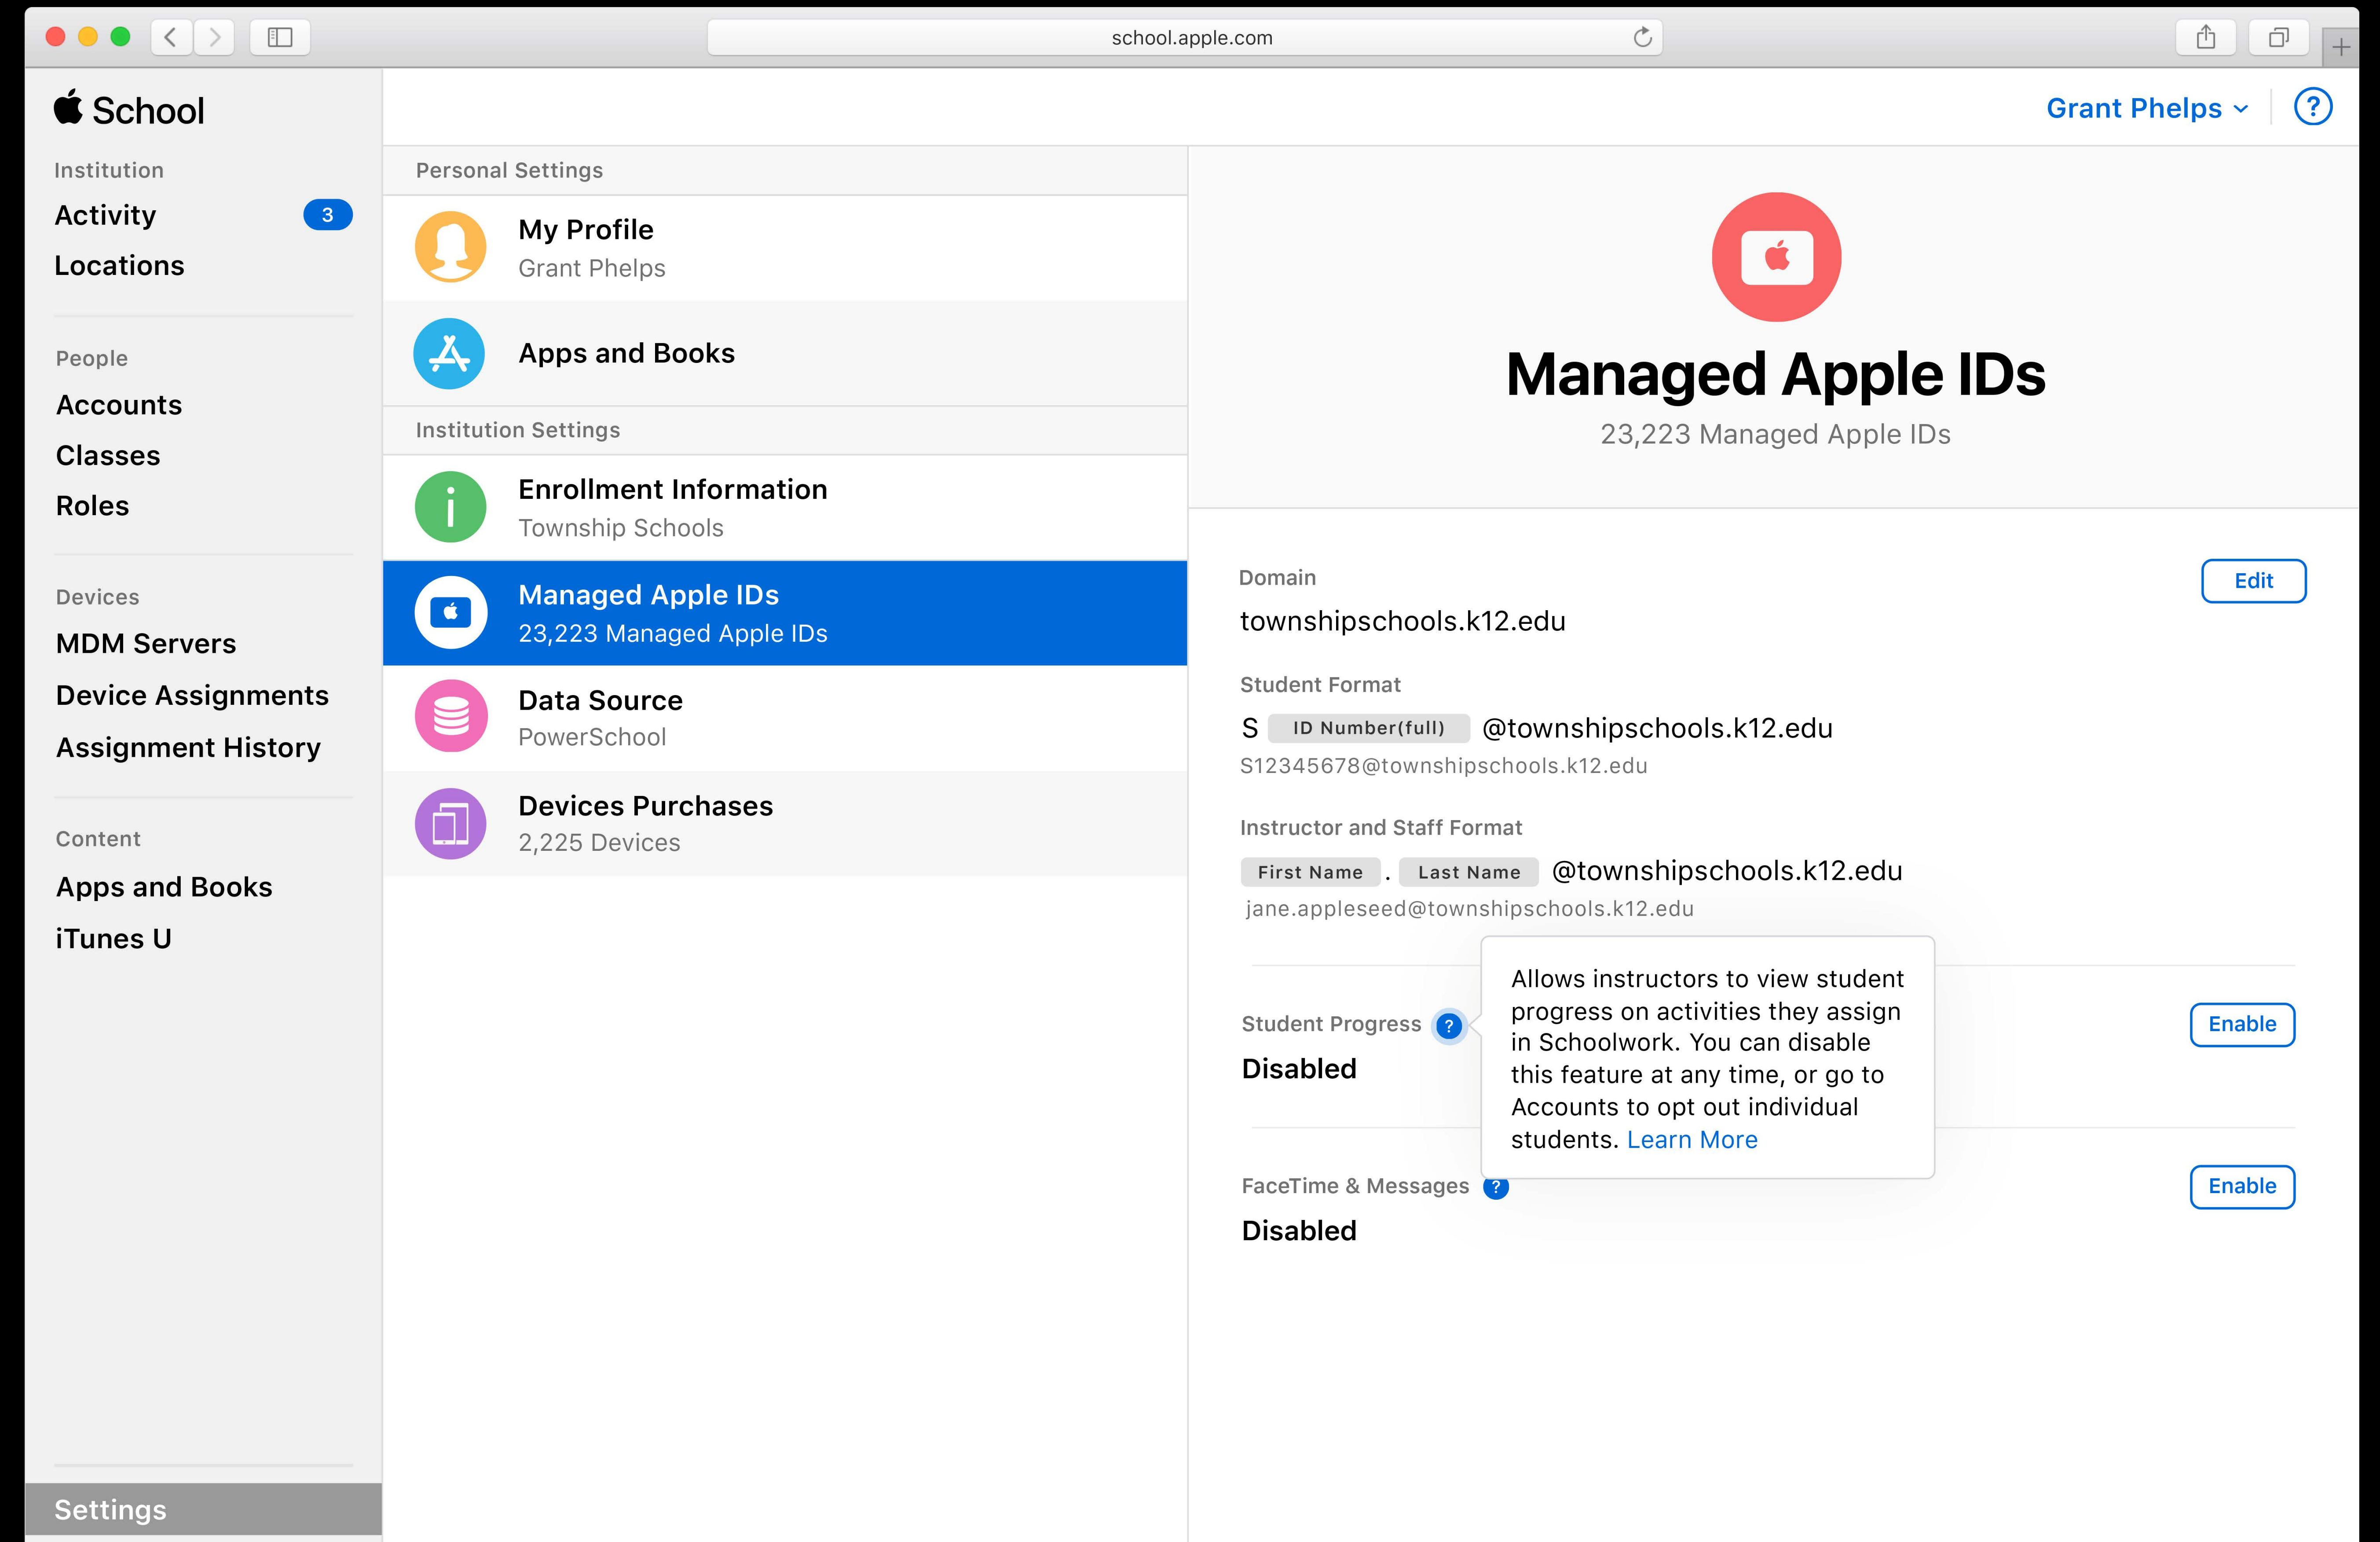 school.apple.com
School
Grant Phelps
?
Institution
Activity 3
Locations
People
Accounts
Classes
Roles
Devices
MDM Servers
Device Assignments
Assignment History
Content
Apps and Books
iTunes U
Settings
Personal Settings
My Profile
Grant Phelps
Apps and Books
Institution Settings
i
Enrollment Information
Township Schools
Managed Apple IDs
23,223 Managed Apple IDs
Data Source
PowerSchool
Devices Purchases
2,225 Devices
Managed Apple IDs
23,223 Managed Apple IDs
Domain
Edit
townshipschools.k12.edu
Student Format
S ID Number(full) @townshipschools.k12.edu
S12345678@townshipschools.k12.edu
Instructor and Staff Format
First Name . Last Name @townshipschools.k12.edu
jane.appleseed@townshipschools.k12.edu
Student Progress ?
Enable
Disabled
Allows instructors to view student
progress on activities they assign
in Schoolwork. You can disable
this feature at any time, or go to
Accounts to opt out individual
students. Learn More
FaceTime & Messages ?
Enable
Disabled